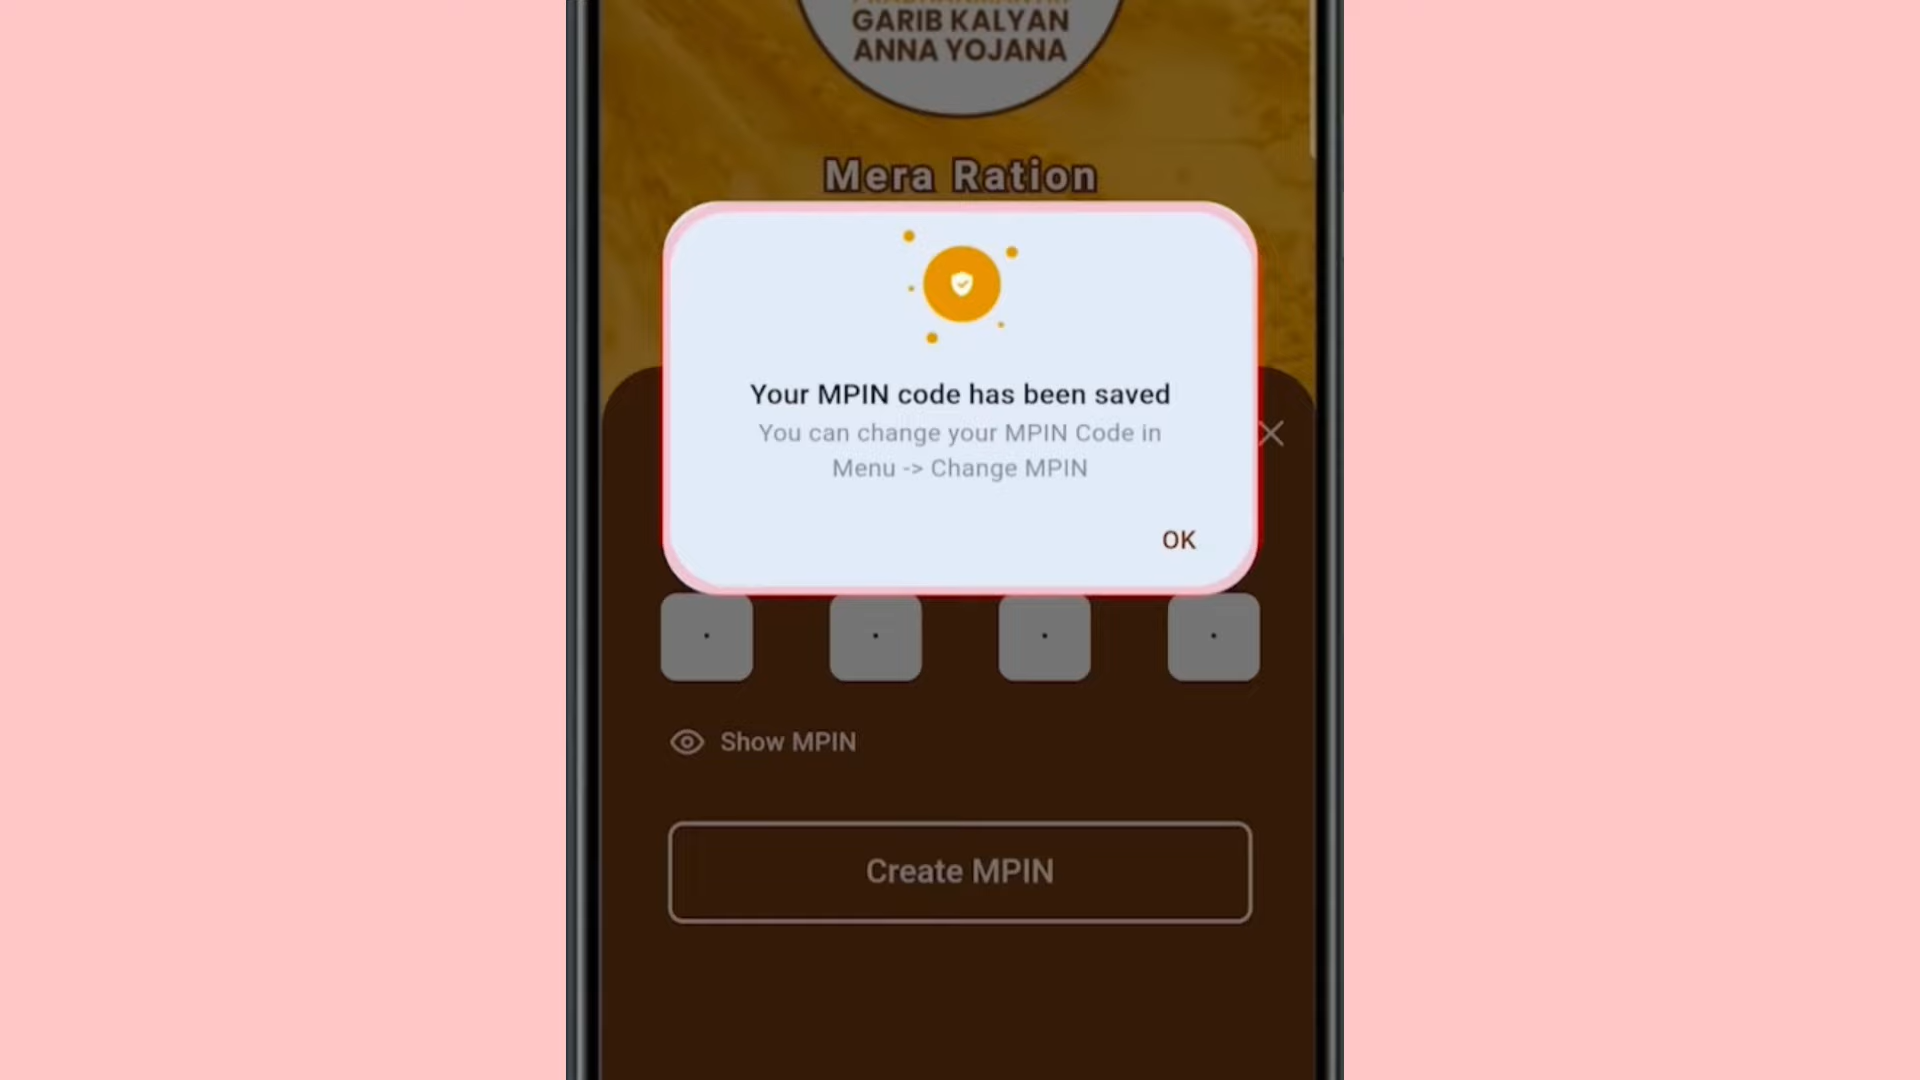 GARIB KALYAN
ANNA YOJANA
Mera Ration
Your MPIN code has been saved
You can change your MPIN Code in
Menu -> Change MPIN
OK
Show MPIN
Create MPIN